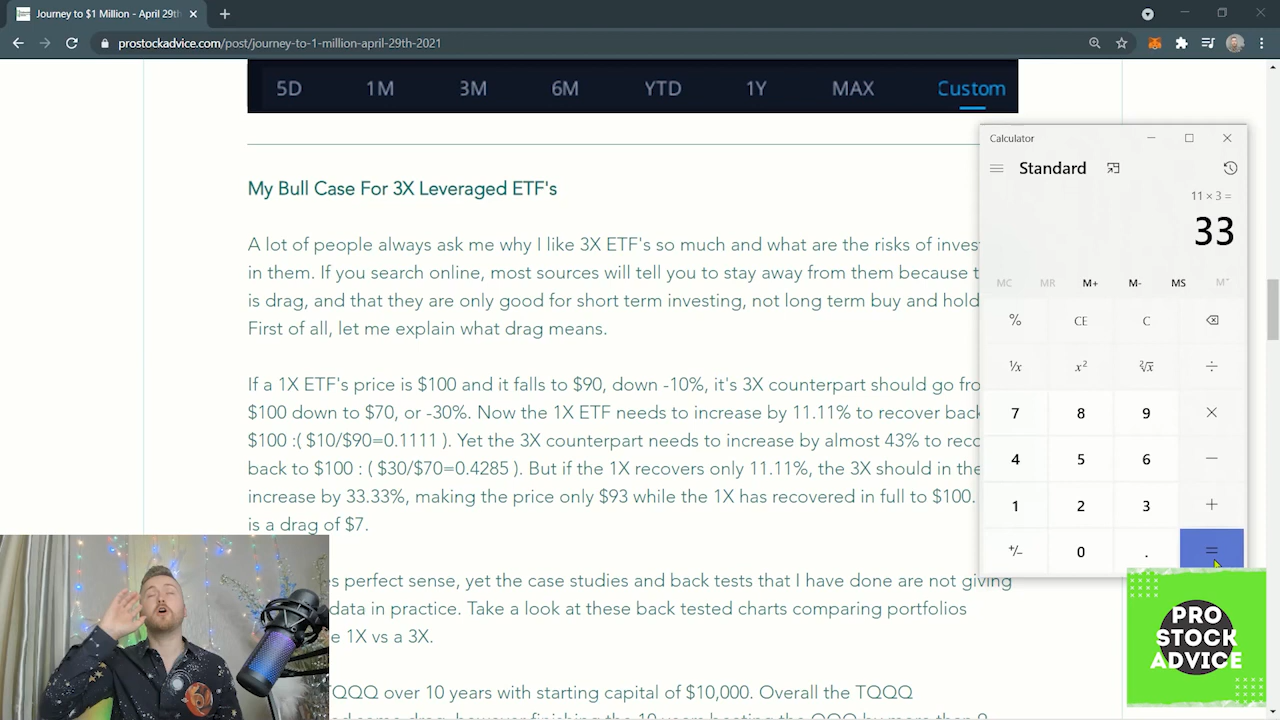 Journey to $1 Million - April 29th
prostockadvice.com/post/journey-to-1-million-april-29th-2021
5D 1M 3M 6M YTD 1Y MAX Custom
My Bull Case For 3X Leveraged ETF's
A lot of people always ask me why I like 3X ETF's so much and what are the risks of inves
in them. If you search online, most sources will tell you to stay away from them because t
is drag, and that they are only good for short term investing, not long term buy and hold
First of all, let me explain what drag means.
If a 1X ETF's price is $100 and it falls to $90, down -10%, it's 3X counterpart should go fro
$100 down to $70, or -30%. Now the 1X ETF needs to increase by 11.11% to recover back
$100 :( $10/$90=0.1111 ). Yet the 3X counterpart needs to increase by almost 43% to reco
back to $100 : ( $30/$70=0.4285 ). But if the 1X recovers only 11.11%, the 3X should in the
increase by 33.33%, making the price only $93 while the 1X has recovered in full to $100.
is a drag of $7.
es perfect sense, yet the case studies and back tests that I have done are not giving
data in practice. Take a look at these back tested charts comparing portfolios
e 1X vs a 3X.
TQQQ over 10 years with starting capital of $10,000. Overall the TQQQ
Calculator
Standard
11 × 3 =
33
MC MR M+ M- MS M˅
% CE C
¹/x x² ²√x ÷
7 8 9 ×
4 5 6 −
1 2 3 +
+/− 0 . =
PRO
STOCK
ADVICE